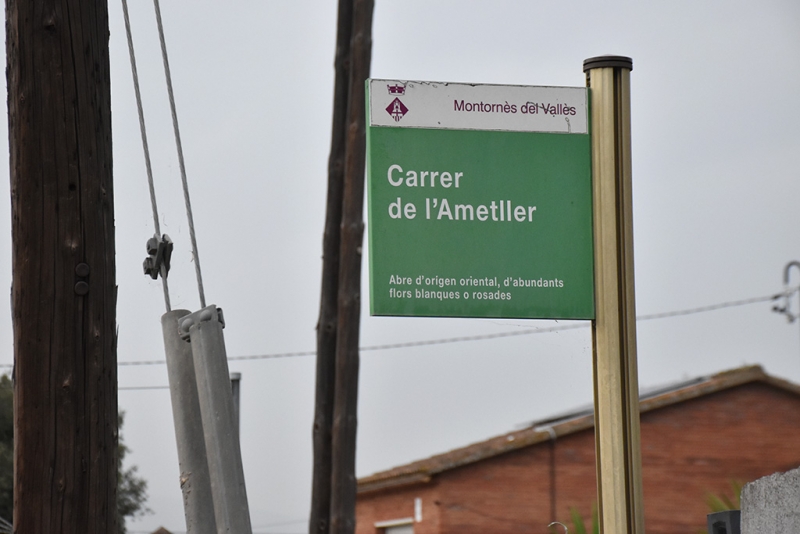 Montornès del Vallès
Carrer
de l'Ametller
Abre d'origen oriental, d'abundants
flors blanques o rosades